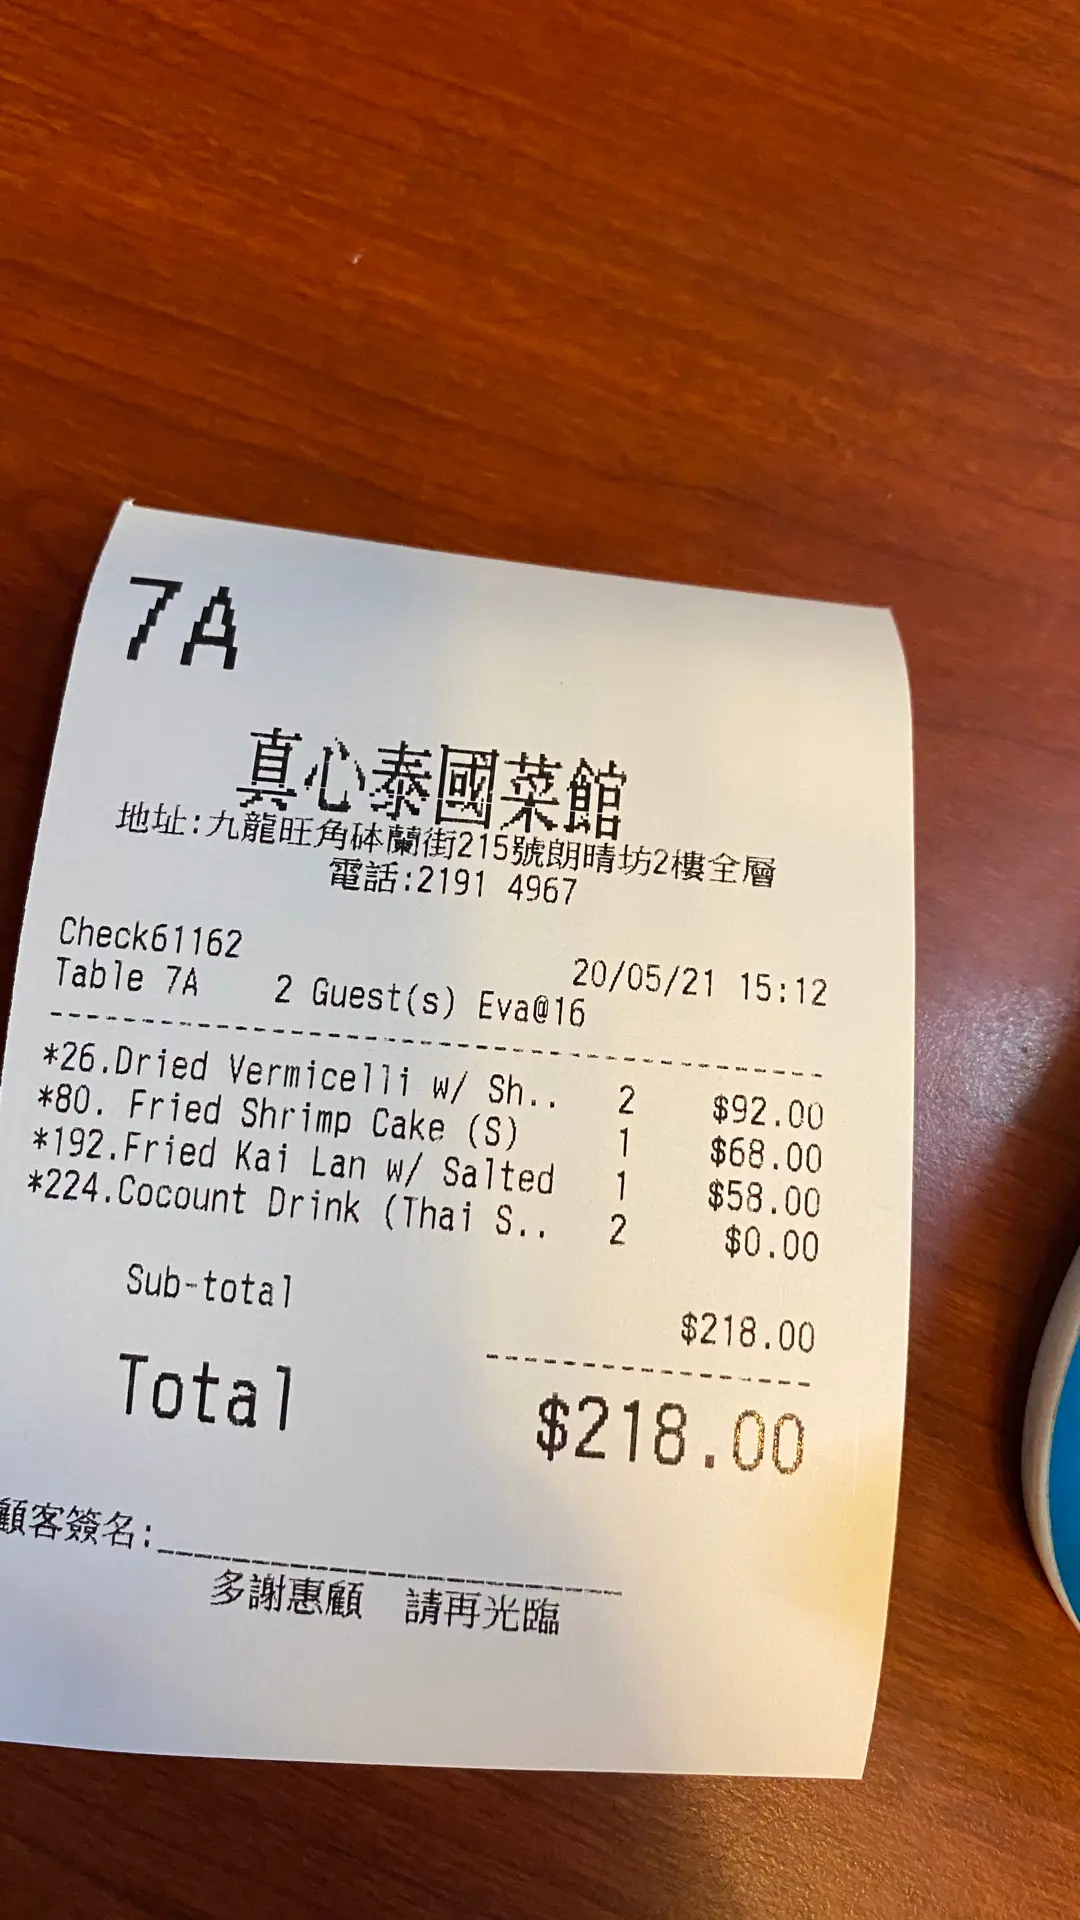 7A
真心泰國菜館
地址:九龍旺角砵蘭街215號朗晴坊2樓全層
電話:2191 4967
Check61162 20/05/21 15:12
Table 7A 2 Guest(s) Eva@16
*26.Dried Vermicelli w/ Sh.. 2 $92.00
*80. Fried Shrimp Cake (S) 1 $68.00
*192.Fried Kai Lan w/ Salted 1 $58.00
*224.Cocount Drink (Thai S.. 2 $0.00
Sub-total $218.00
Total $218.00
顧客簽名:
多謝惠顧 請再光臨